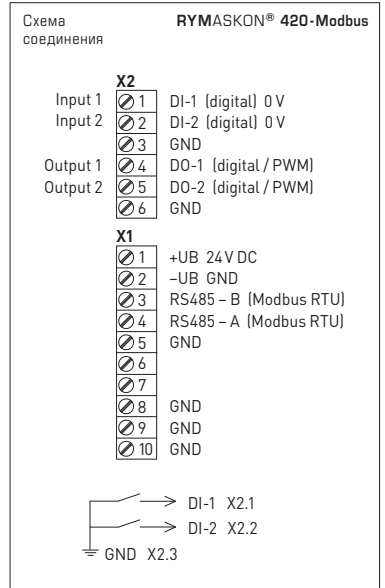 Схема соединения
RYMASKON® 420-Modbus
X2
Input 1 1 DI-1 (digital) 0 V
Input 2 2 DI-2 (digital) 0 V
3 GND
Output 1 4 DO-1 (digital / PWM)
Output 2 5 DO-2 (digital / PWM)
6 GND
X1
1 +UB 24 V DC
2 –UB GND
3 RS485 – B (Modbus RTU)
4 RS485 – A (Modbus RTU)
5 GND
6
7
8 GND
9 GND
10 GND
DI-1 X2.1
DI-2 X2.2
GND X2.3